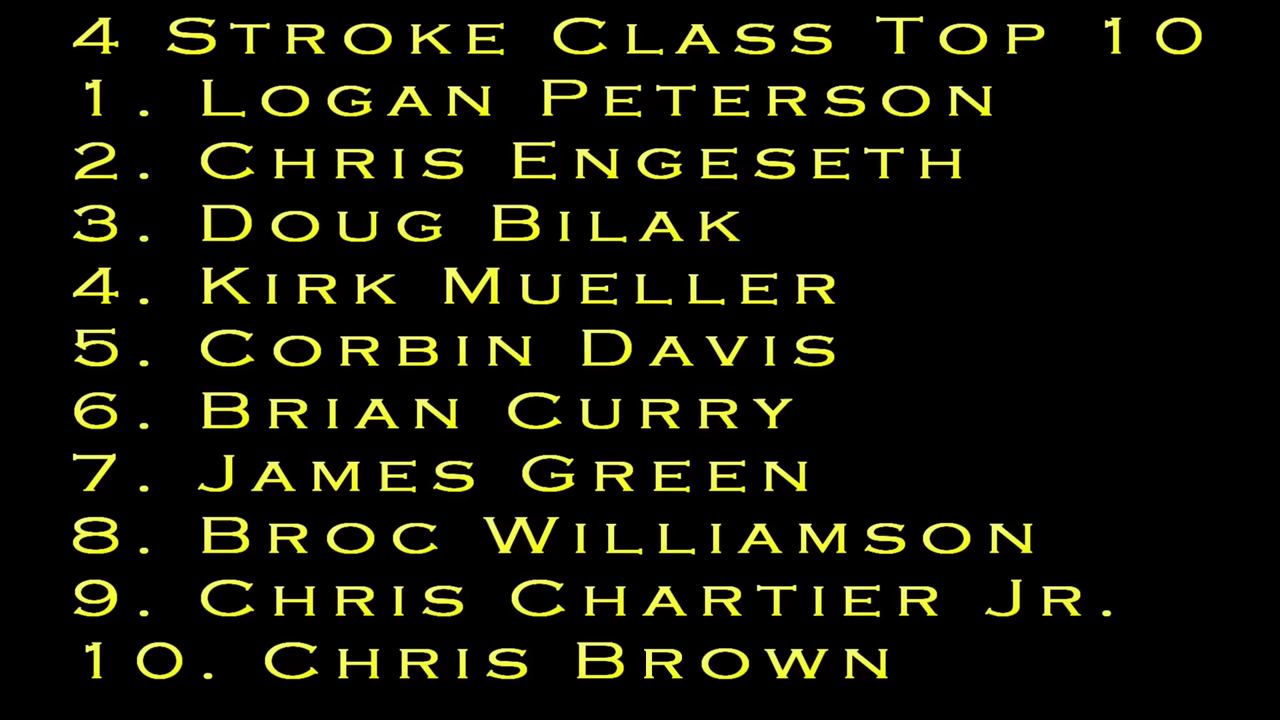 4 Stroke Class Top 10
1. Logan Peterson
2. Chris Engeseth
3. Doug Bilak
4. Kirk Mueller
5. Corbin Davis
6. Brian Curry
7. James Green
8. Broc Williamson
9. Chris Chartier Jr.
10. Chris Brown